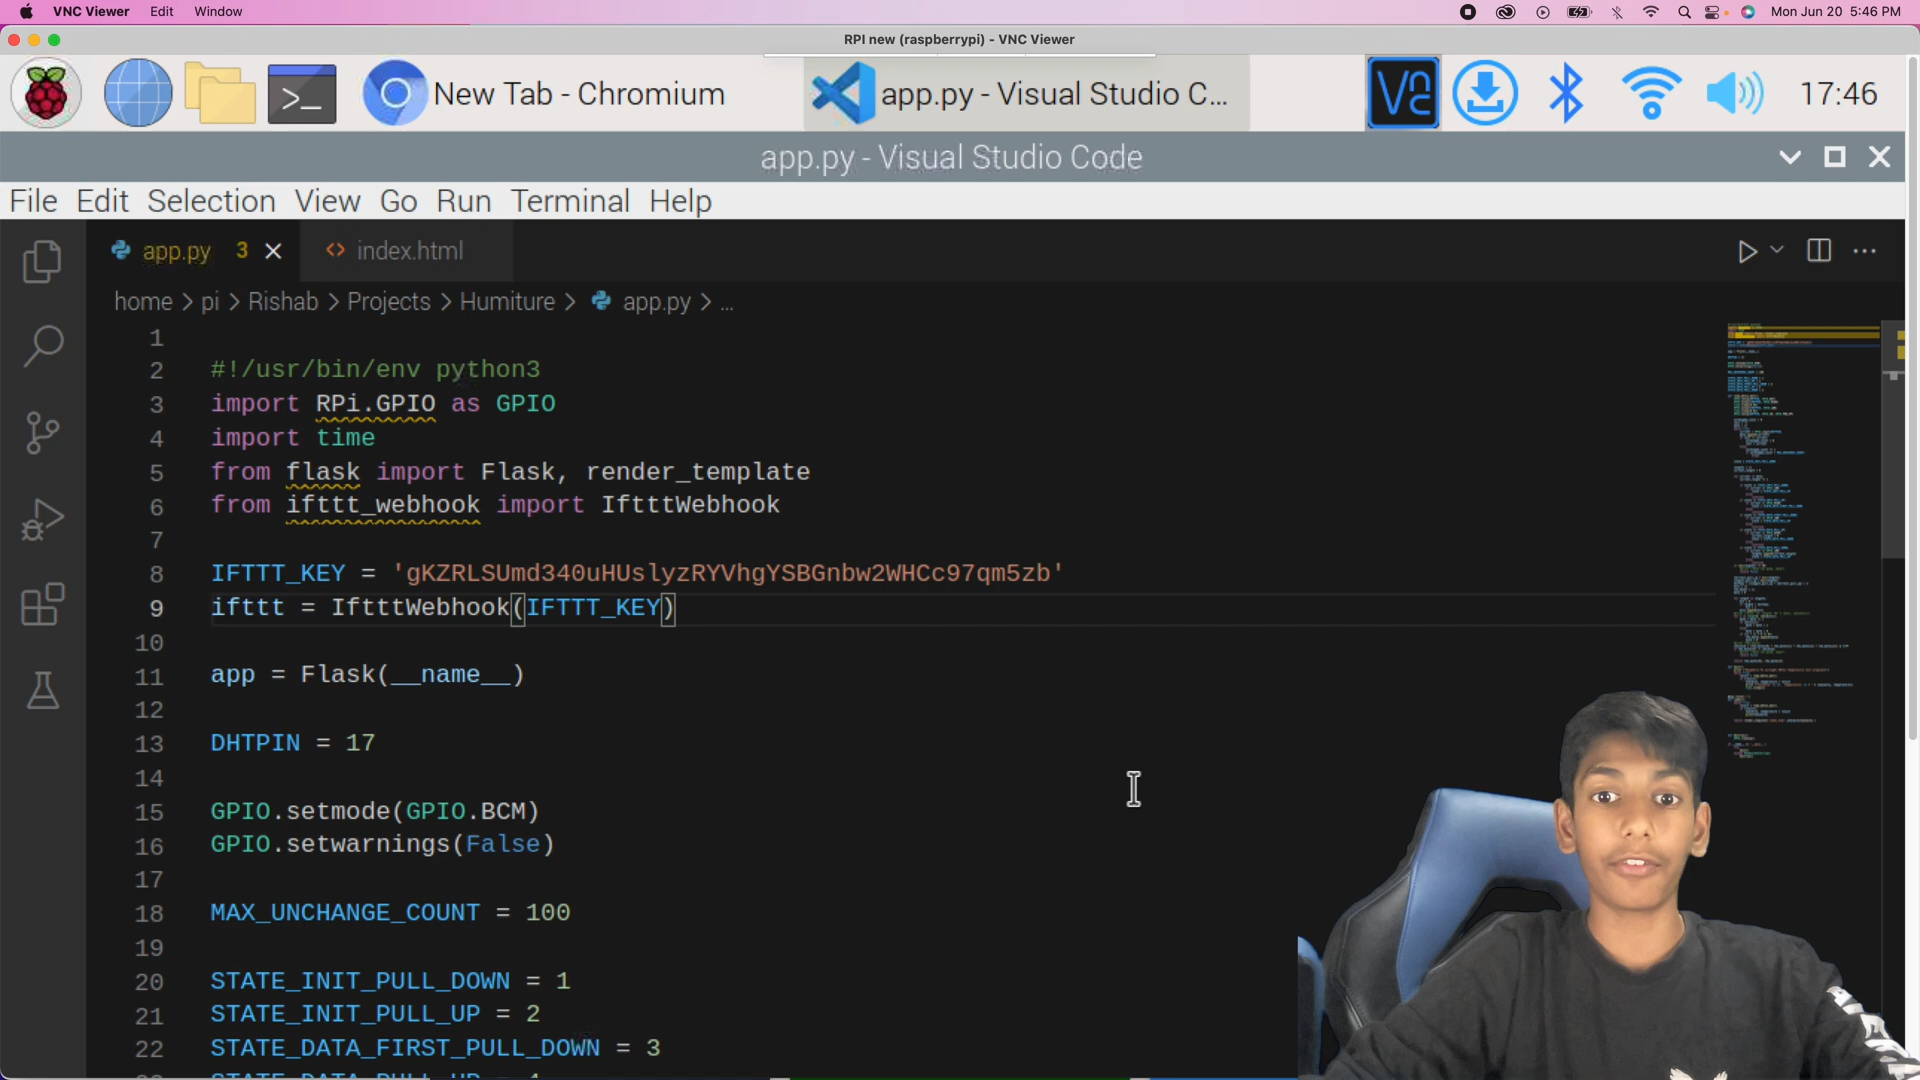 VNC Viewer Edit Window Mon Jun 20 5:46 PM
RPI new (raspberrypi) - VNC Viewer
New Tab - Chromium app.py - Visual Studio C... 17:46
app.py - Visual Studio Code
File Edit Selection View Go Run Terminal Help
app.py 3 index.html
home > pi > Rishab > Projects > Humiture > app.py > ...
1
2 #!/usr/bin/env python3
3 import RPi.GPIO as GPIO
4 import time
5 from flask import Flask, render_template
6 from ifttt_webhook import IftttWebhook
7
8 IFTTT_KEY = 'gKZRLSUmd340uHUslyzRYVhgYSBGnbw2WHCc97qm5zb'
9 ifttt = IftttWebhook(IFTTT_KEY)
10
11 app = Flask(__name__)
12
13 DHTPIN = 17
14
15 GPIO.setmode(GPIO.BCM)
16 GPIO.setwarnings(False)
17
18 MAX_UNCHANGE_COUNT = 100
19
20 STATE_INIT_PULL_DOWN = 1
21 STATE_INIT_PULL_UP = 2
22 STATE_DATA_FIRST_PULL_DOWN = 3